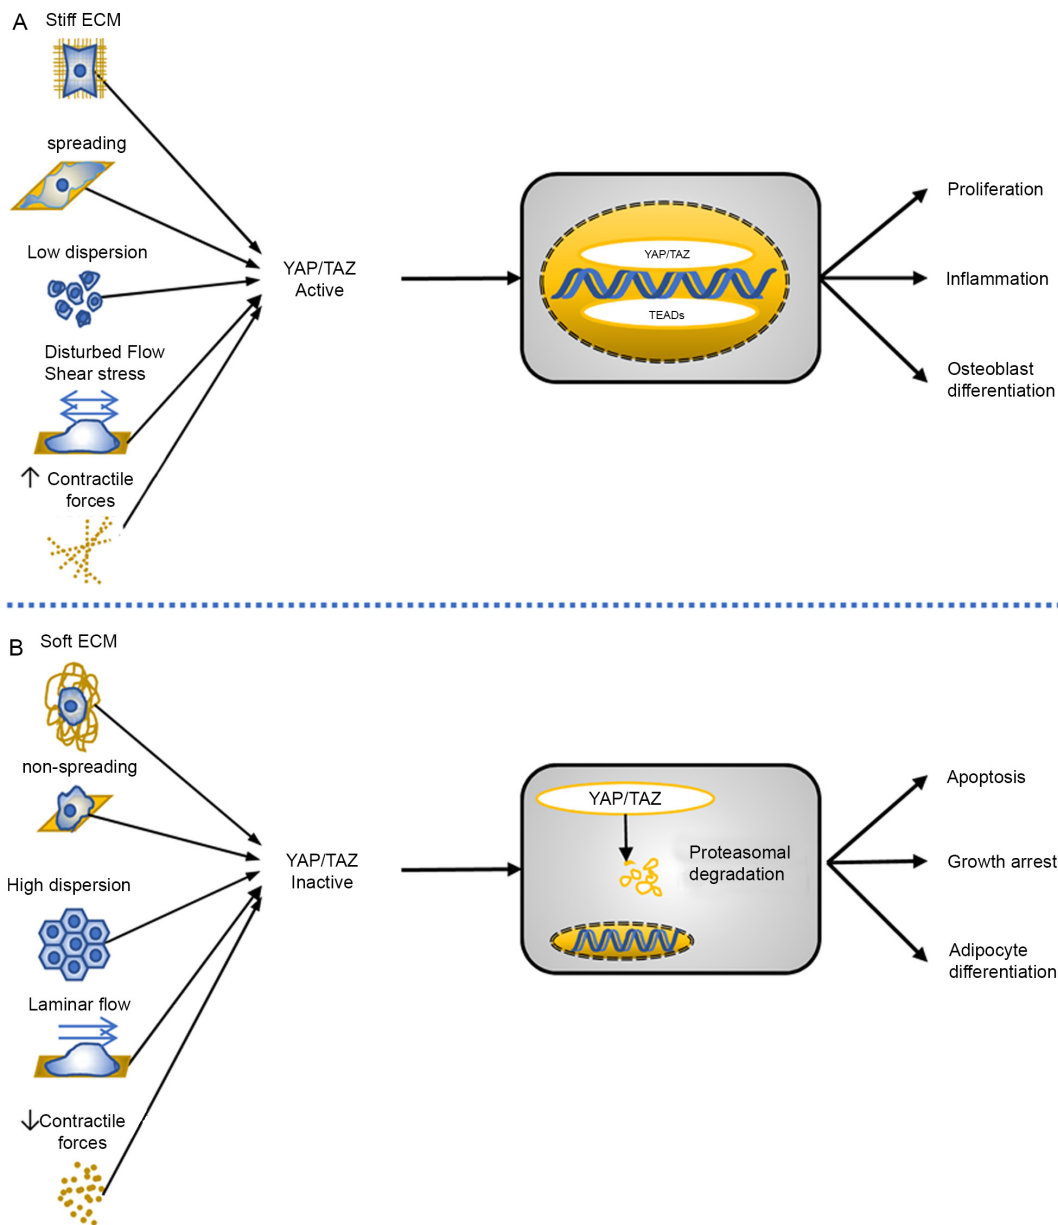 A
Stiff ECM
spreading
Low dispersion
Disturbed Flow
Shear stress
↑ Contractile
forces
YAP/TAZ
Active
YAP/TAZ
TEADs
Proliferation
Inflammation
Osteoblast
differentiation
B
Soft ECM
non-spreading
High dispersion
Laminar flow
↓Contractile
forces
YAP/TAZ
Inactive
YAP/TAZ
Proteasomal
degradation
Apoptosis
Growth arrest
Adipocyte
differentiation